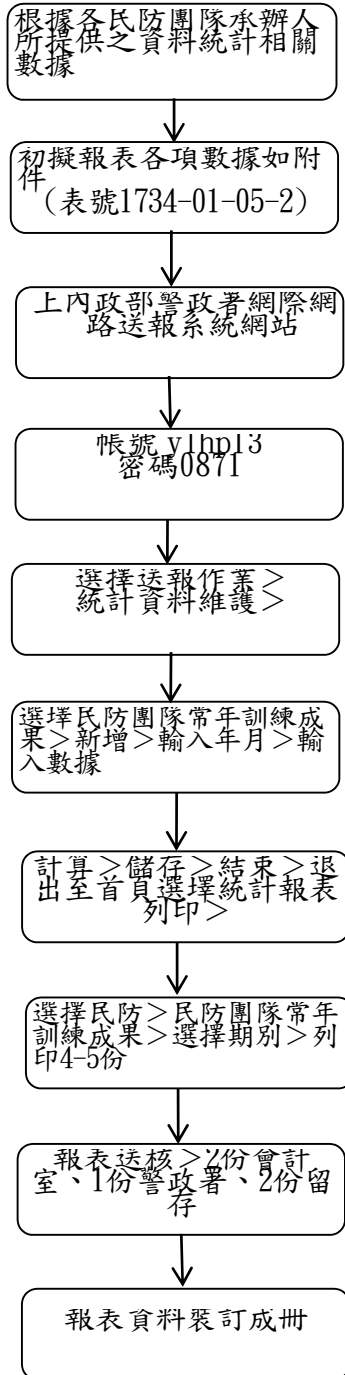 根據各民防團隊承辦人
所提供之資料統計相關
數據
初擬報表各項數據如附
件
(表號1734-01-05-2)
上內政部警政署網際網
路送報系統網站
帳號 ylhpl3
密碼0871
選擇送報作業>
統計資料維護>
選擇民防團隊常年訓練成
果>新增>輸入年月>輸
入數據
計算>儲存>結束>退
出至首頁選擇統計報表
列印>
選擇民防>民防團隊常年
訓練成果>選擇期別>列
印4-5份
報表送核>2份會計
室、1份警政署、2份留
存
報表資料裝訂成冊